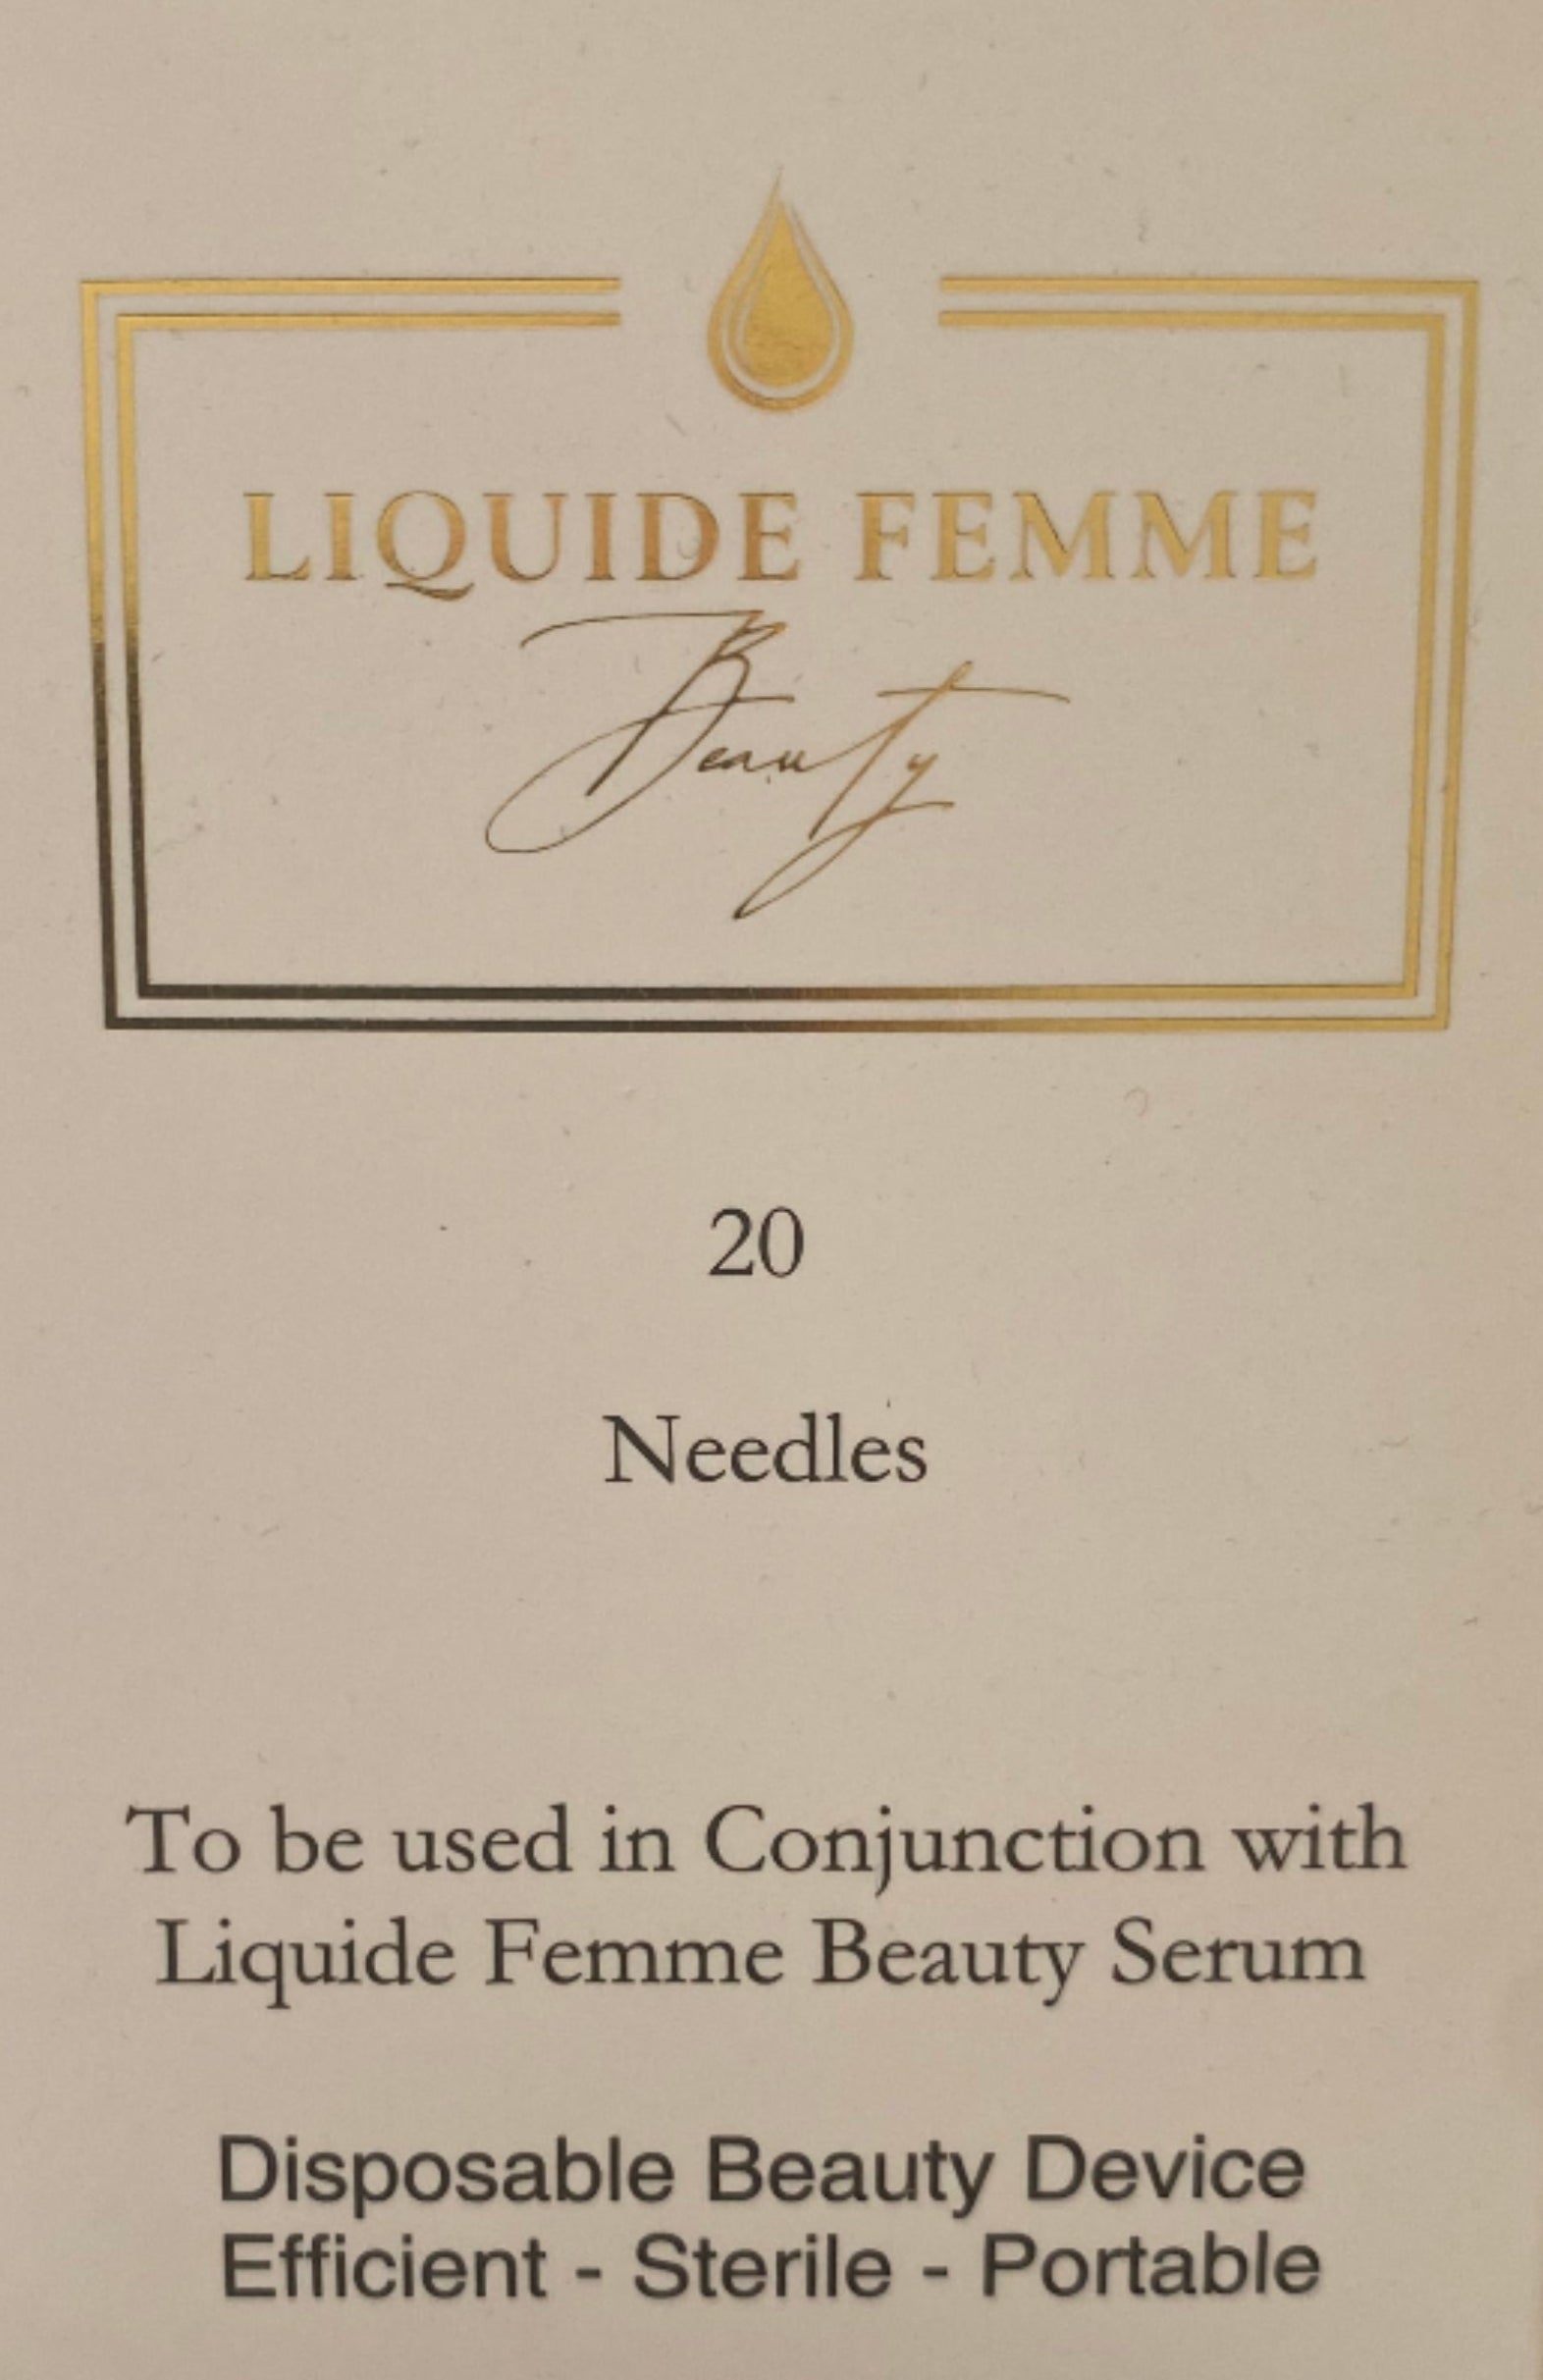 LIQUIDE FEMME
Beauty
20
Needles
To be used in Conjunction with
Liquide Femme Beauty Serum
Disposable Beauty Device
Efficient - Sterile - Portable